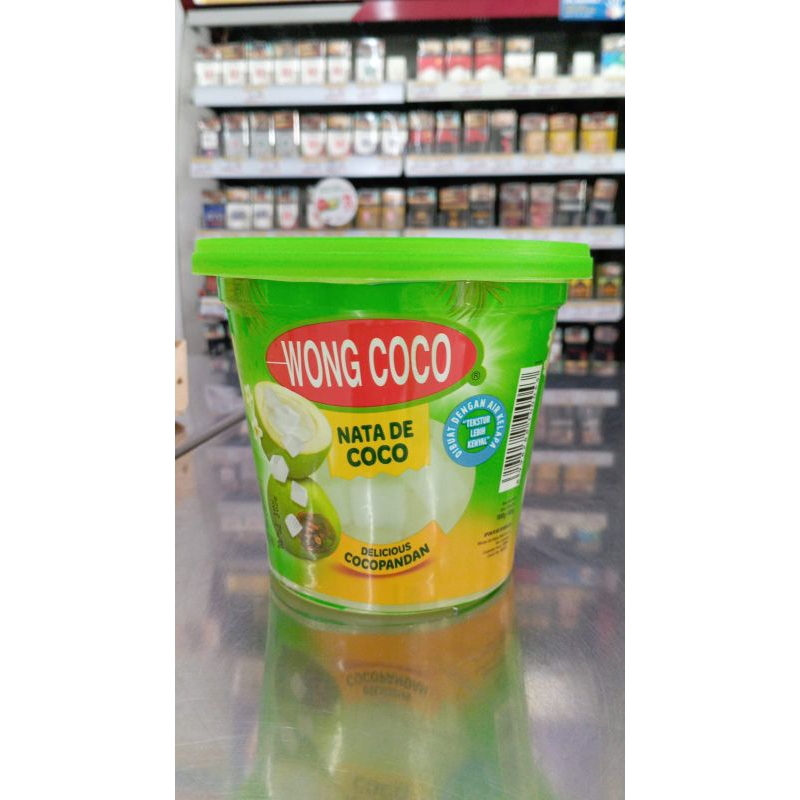 WONG COCO
®
NATA DE
COCO
DIBUAT DENGAN AIR KELAPA
"TEKSTUR
LEBIH
KENYAL"
DELICIOUS
COCOPANDAN